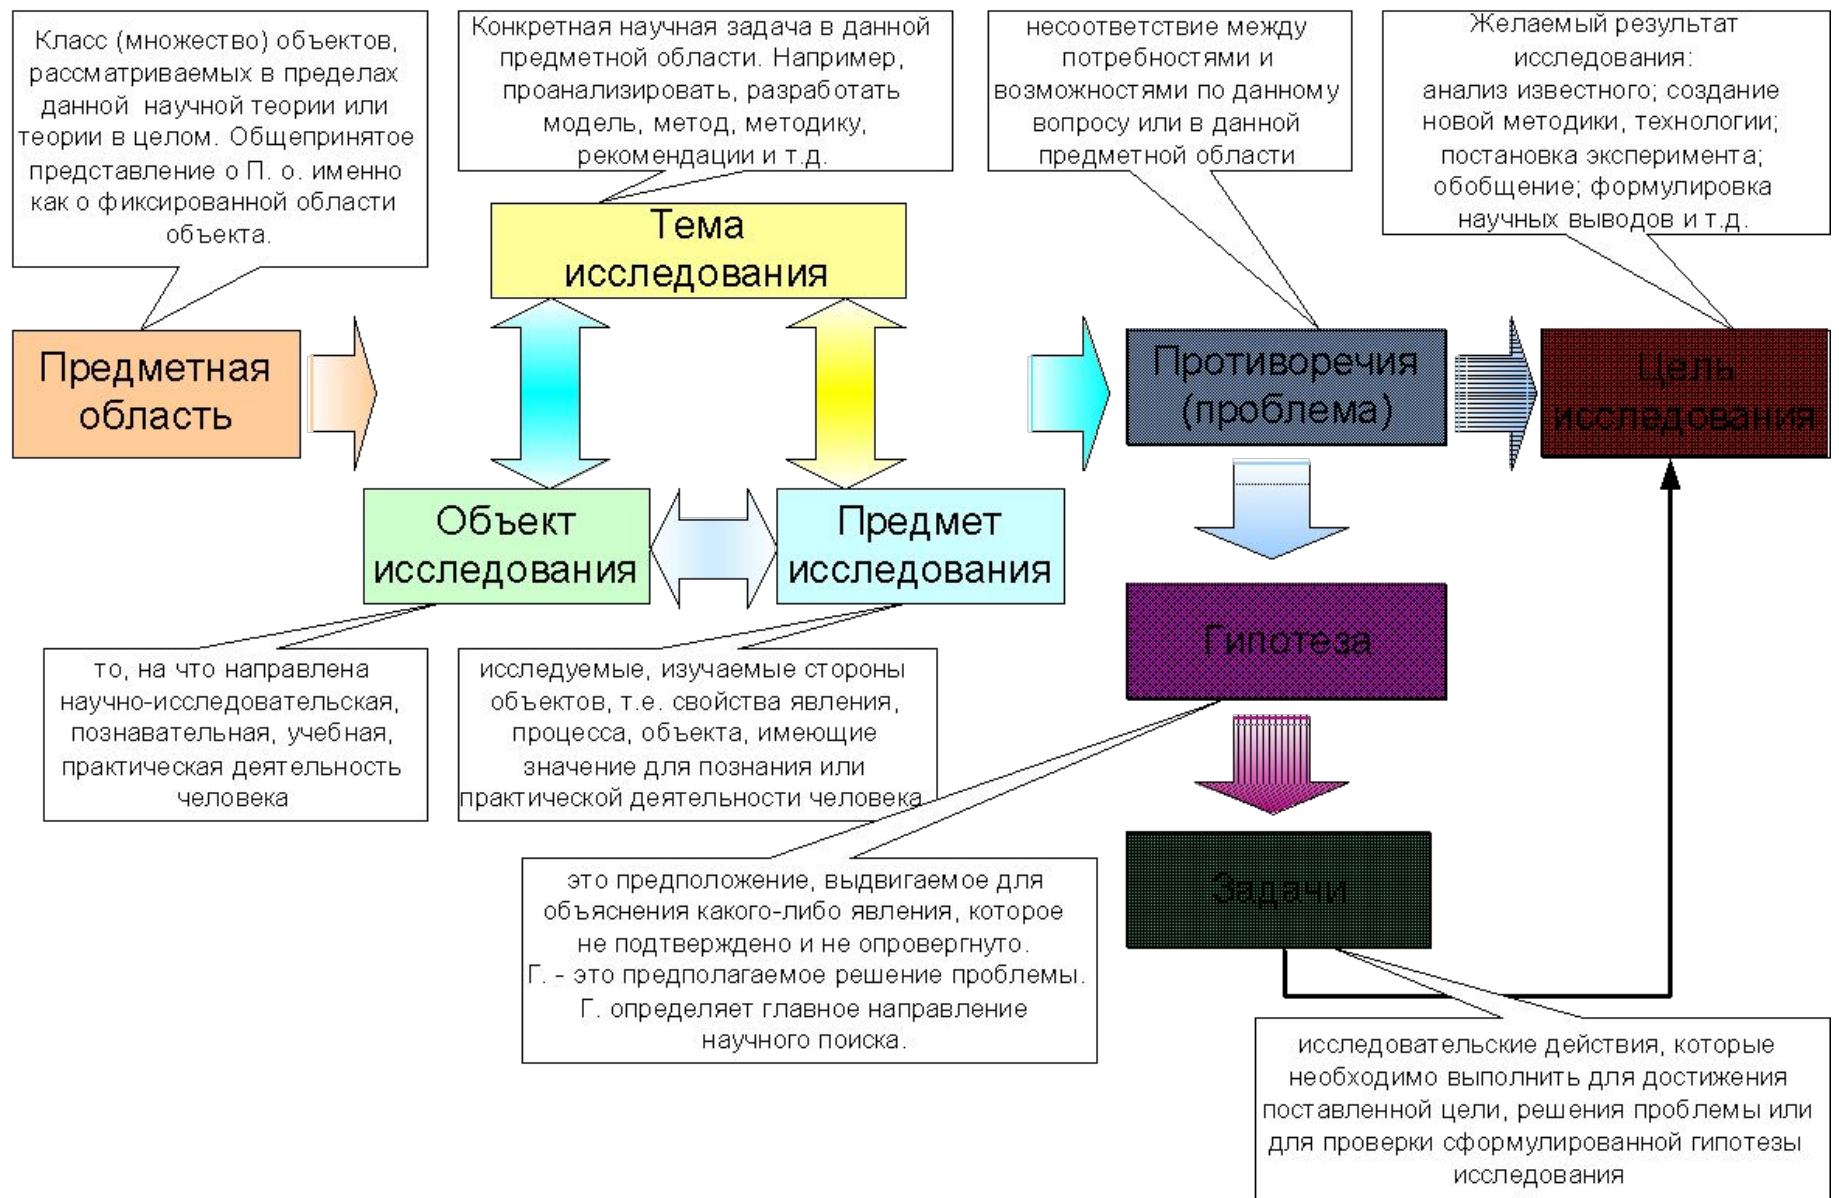 Класс (множество) объектов,
рассматриваемых в пределах
данной научной теории или
теории в целом. Общепринятое
представление о П. о. именно
как о фиксированной области
объекта.
Конкретная научная задача в данной
предметной области. Например,
проанализировать, разработать
модель, метод, методику,
рекомендации и т.д.
несоответствие между
потребностями и
возможностями по данному
вопросу или в данной
предметной области
Желаемый результат
исследования:
анализ известного; создание
новой методики, технологии;
постановка эксперимента;
обобщение; формулировка
научных выводов и т.д.
Тема
исследования
Предметная
область
Противоречия
(проблема)
Цель
исследования
Объект
исследования
Предмет
исследования
Гипотеза
то, на что направлена
научно-исследовательская,
познавательная, учебная,
практическая деятельность
человека
исследуемые, изучаемые стороны
объектов, т.е. свойства явления,
процесса, объекта, имеющие
значение для познания или
практической деятельности человека
Задачи
это предположение, выдвигаемое для
объяснения какого-либо явления, которое
не подтверждено и не опровергнуто.
Г. - это предполагаемое решение проблемы.
Г. определяет главное направление
научного поиска.
исследовательские действия, которые
необходимо выполнить для достижения
поставленной цели, решения проблемы или
для проверки сформулированной гипотезы
исследования